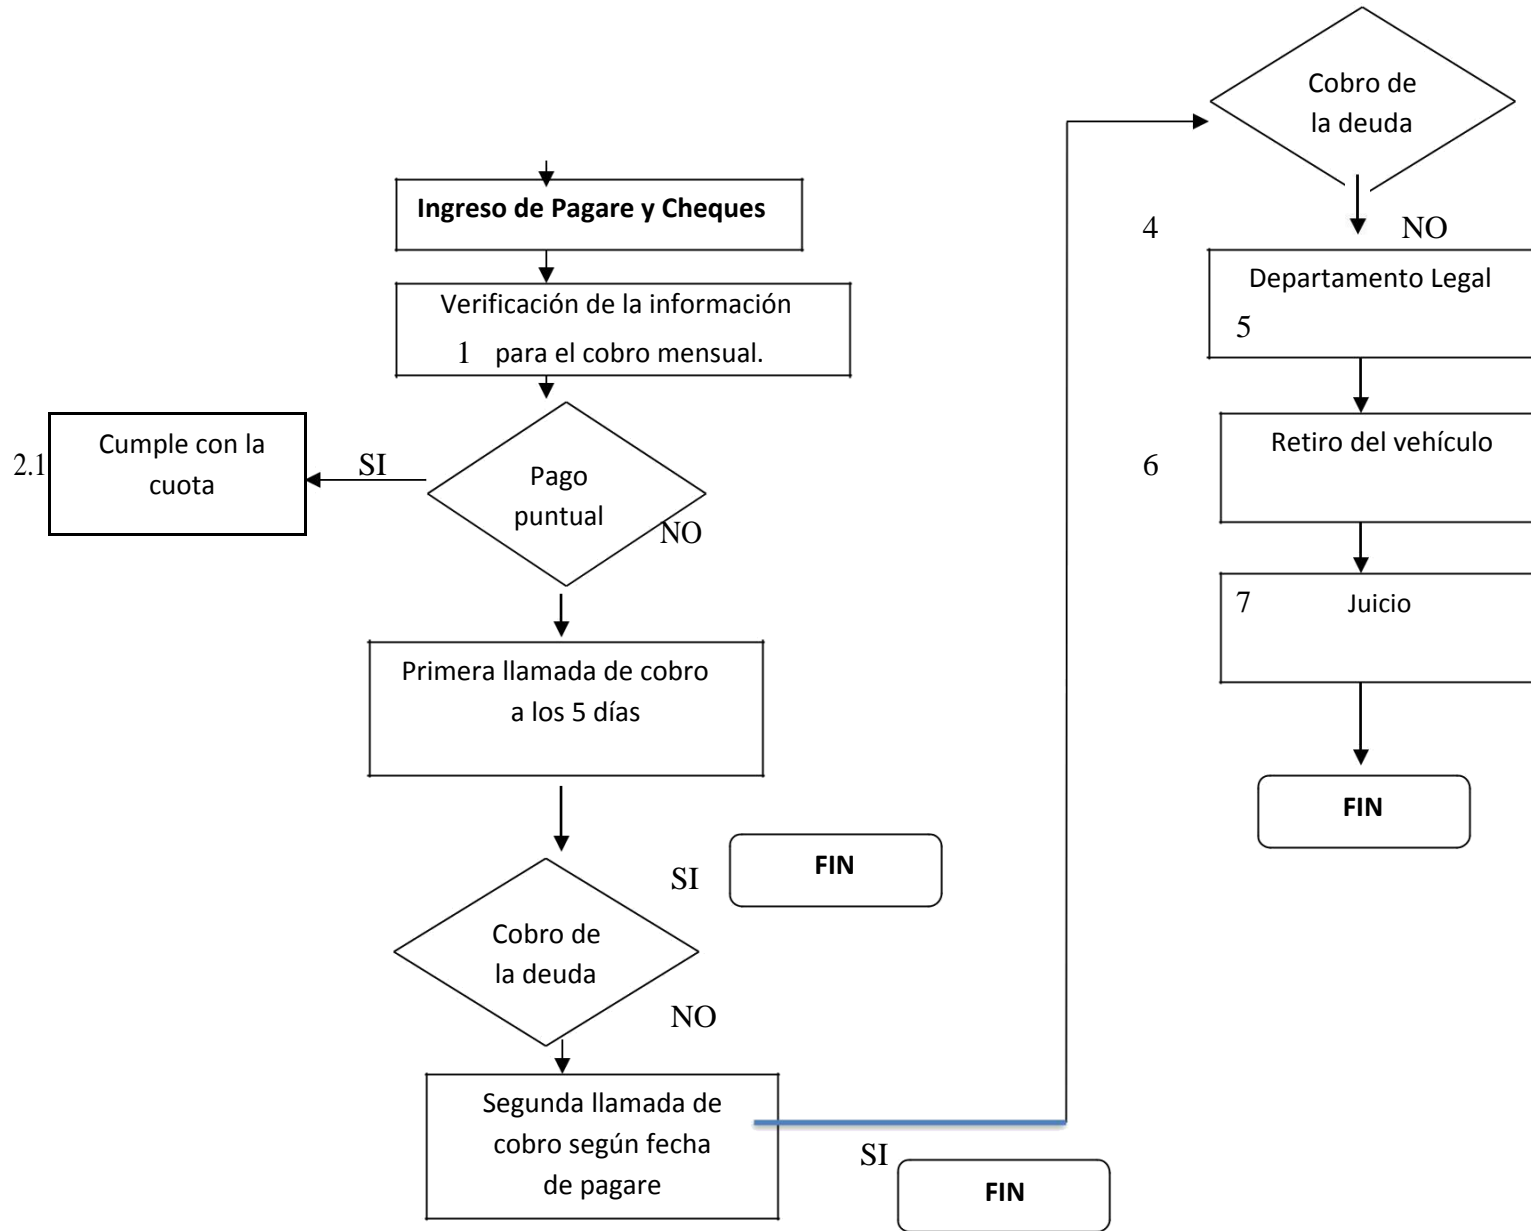 Ingreso de Pagare y Cheques
Verificación de la información
1 para el cobro mensual.
2.1
Cumple con la
cuota
SI
Pago
puntual
NO
Primera llamada de cobro
a los 5 días
SI
FIN
Cobro de
la deuda
NO
Segunda llamada de
cobro según fecha
de pagare
SI
FIN
Cobro de
la deuda
4
NO
Departamento Legal
5
Retiro del vehículo
6
7
Juicio
FIN